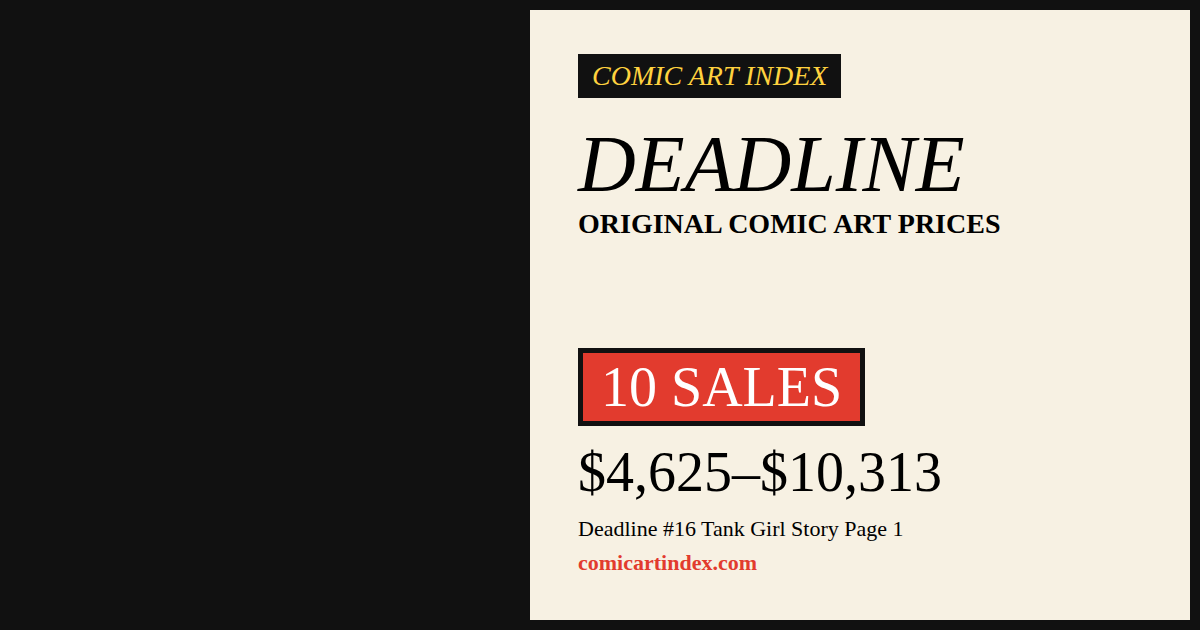 COMIC ART INDEX
DEADLINE
ORIGINAL COMIC ART PRICES
10 SALES
$4,625–$10,313
Deadline #16 Tank Girl Story Page 1
comicartindex.com